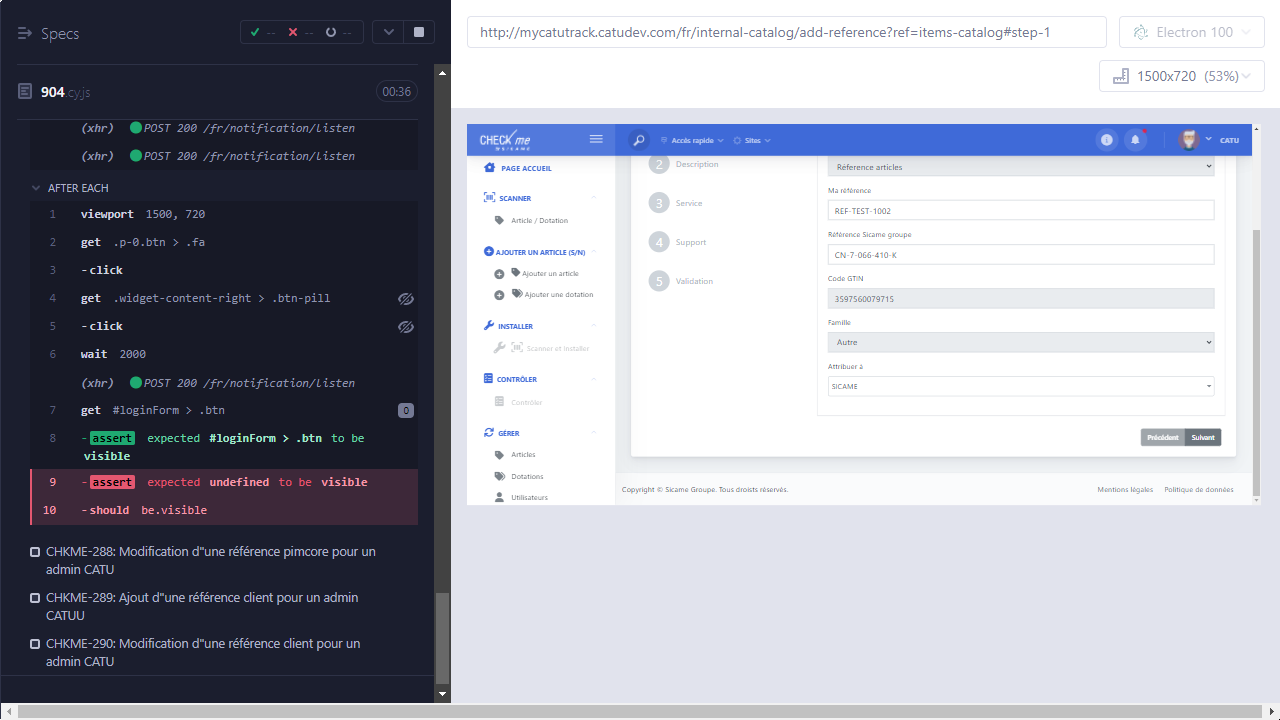 Specs
-- -- --
904.cy.js
00:36
(xhr) POST 200 /fr/notification/listen
(xhr) POST 200 /fr/notification/listen
AFTER EACH
1 viewport 1500, 720
2 get .p-0.btn > .fa
3 -click
4 get .widget-content-right > .btn-pill
5 -click
6 wait 2000
(xhr) POST 200 /fr/notification/listen
7 get #loginForm > .btn 0
8 -assert expected #loginForm > .btn to be
visible
9 -assert expected undefined to be visible
10 -should be.visible
CHKME-288: Modification d"une référence pimcore pour un
admin CATU
CHKME-289: Ajout d"une référence client pour un admin
CATUU
CHKME-290: Modification d"une référence client pour un
admin CATU
http://mycatutrack.catudev.com/fr/internal-catalog/add-reference?ref=items-catalog#step-1
Electron 100
1500x720 (53%)
CHECK me
BY SICAME
Accès rapide
Sites
CATU
PAGE ACCUEIL
SCANNER
Article / Dotation
AJOUTER UN ARTICLE (S/N)
Ajouter un article
Ajouter une dotation
INSTALLER
Scanner et Installer
CONTRÔLER
Contrôler
GÉRER
Articles
Dotations
Utilisateurs
2 Description
3 Service
4 Support
5 Validation
Réference articles
Ma référence
REF-TEST-1002
Référence Sicame groupe
CN-7-066-410-K
Code GTIN
3597560079715
Famille
Autre
Attribuer à
SICAME
Précédent Suivant
Copyright © Sicame Groupe. Tous droists réservés.
Mentions légales Politique de données